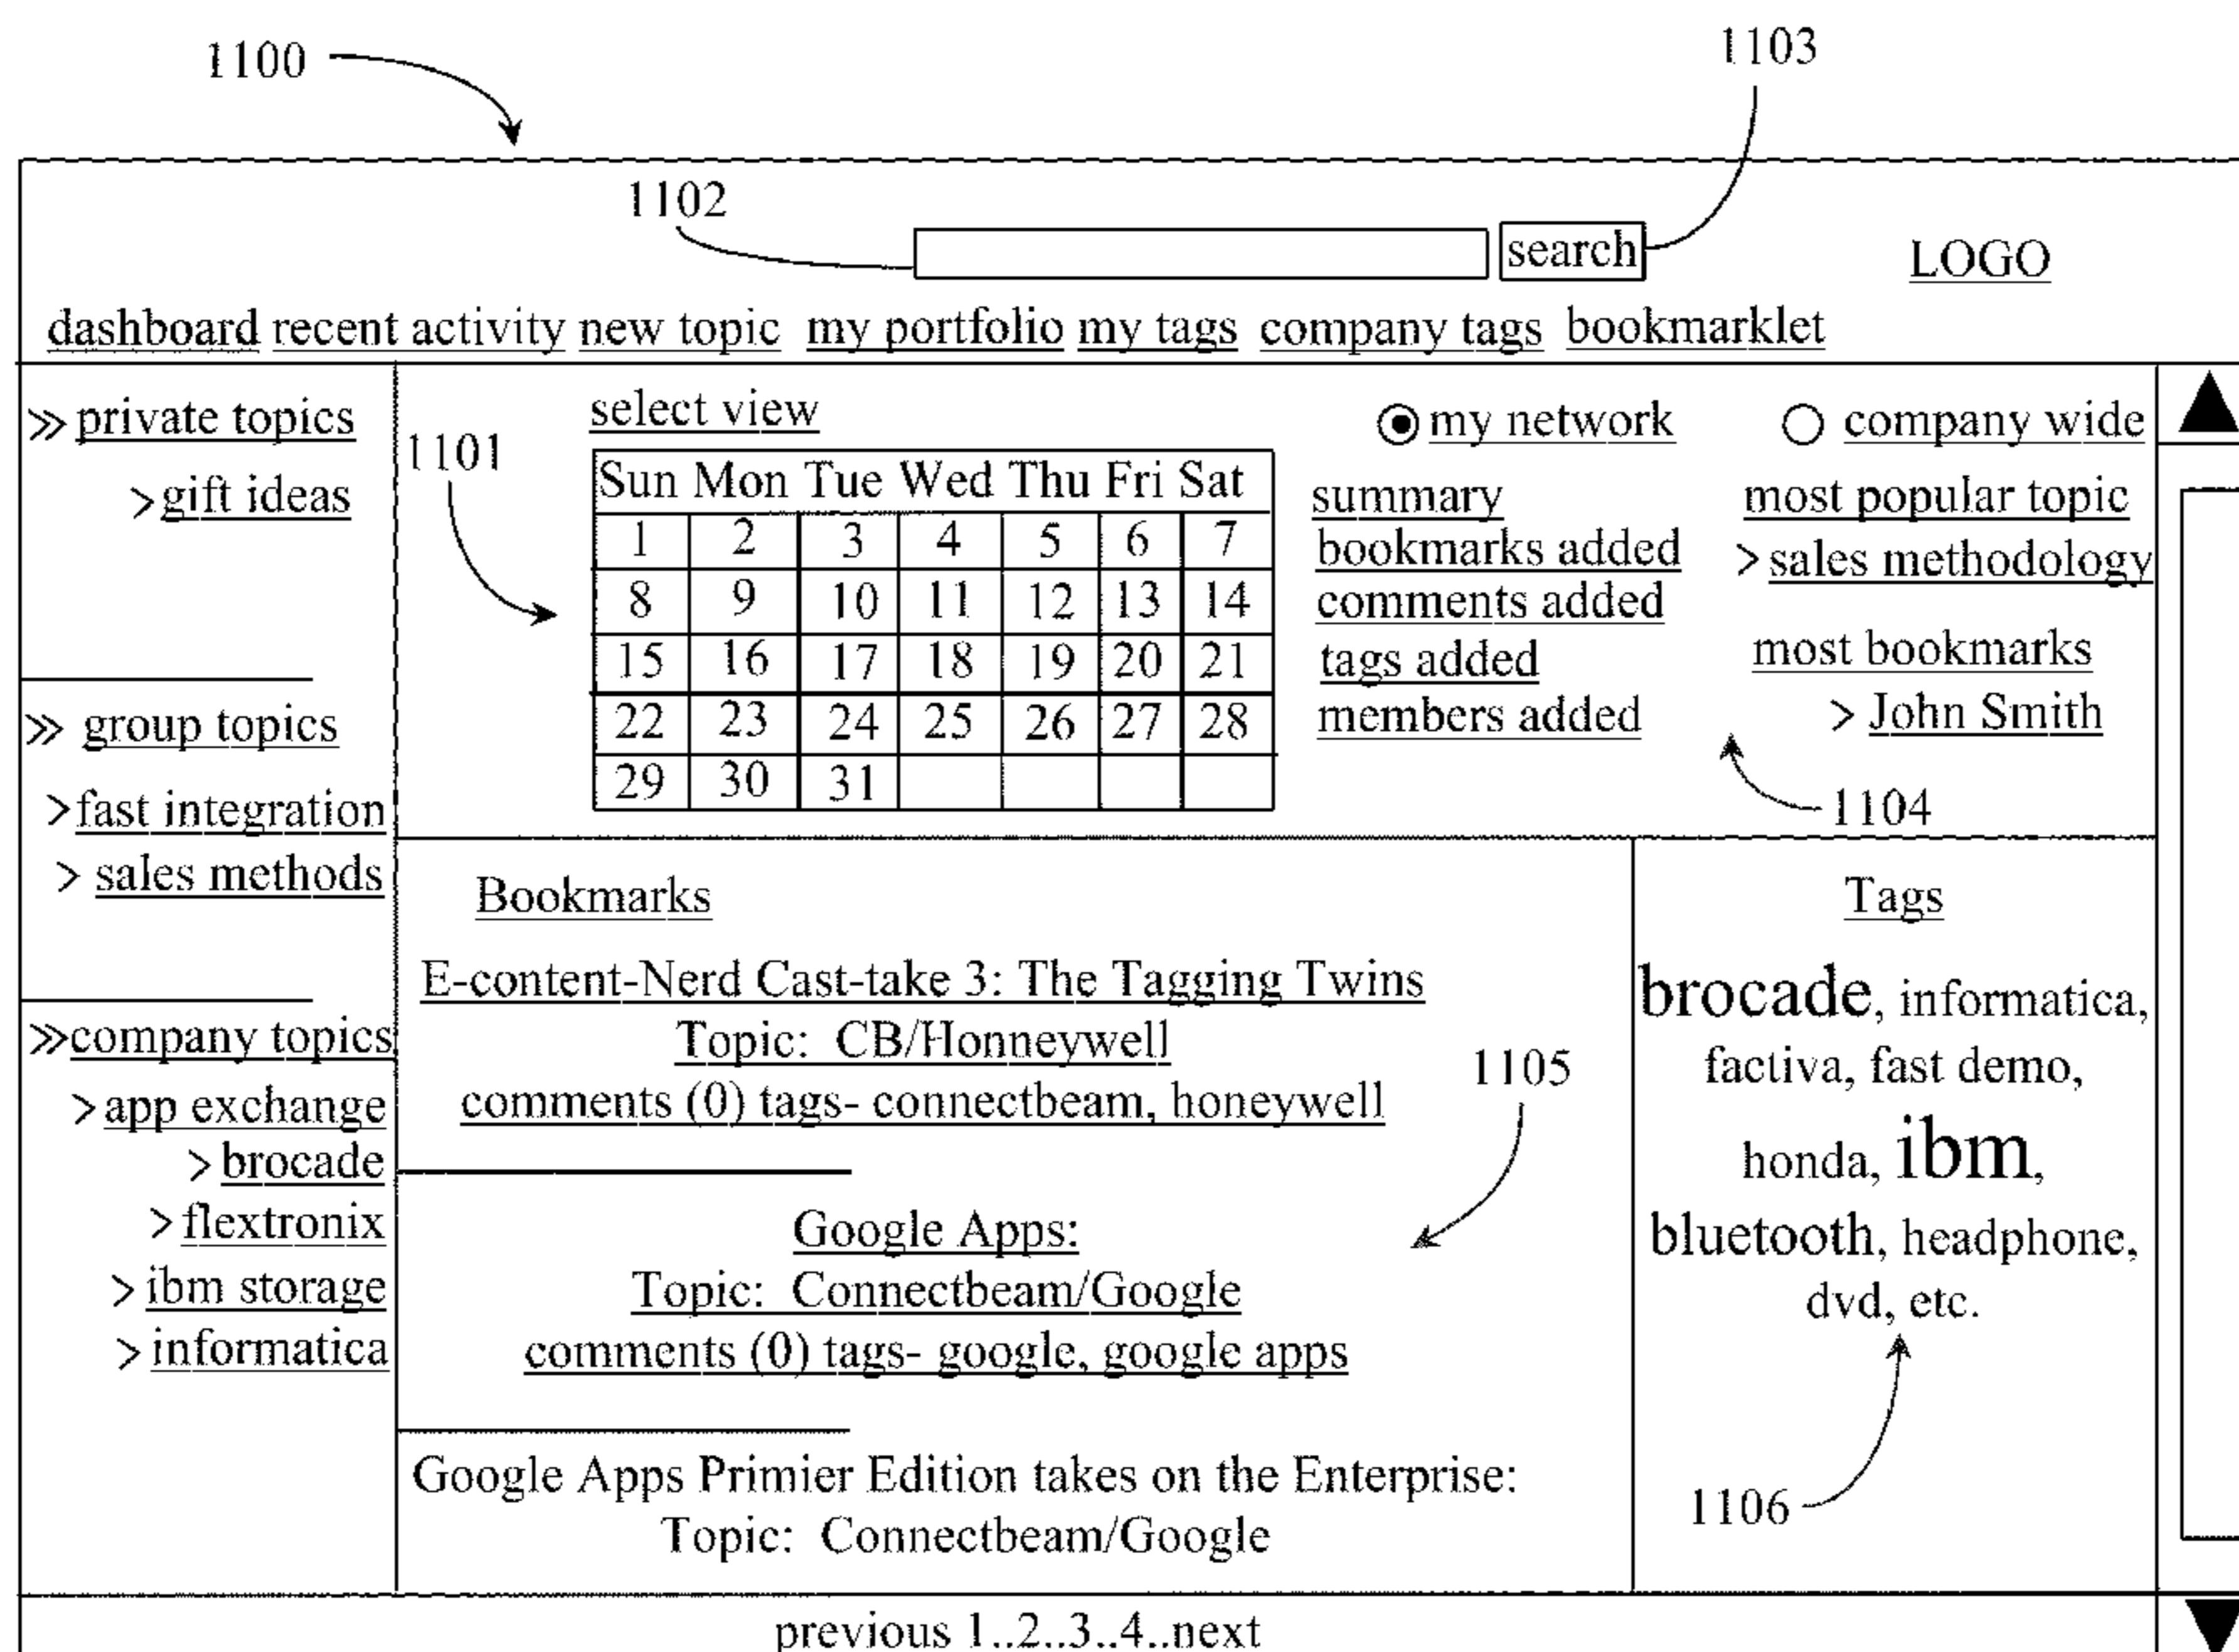 1100
1103
1102
search
LOGO
dashboard recent activity new topic my portfolio my tags company tags bookmarklet
>> private topics
> gift ideas
>> group topics
> fast integration
> sales methods
>> company topics
> app exchange
> brocade
> flextronix
> ibm storage
> informatica
1101
select view
Sun Mon Tue Wed Thu Fri Sat
1 2 3 4 5 6 7
8 9 10 11 12 13 14
15 16 17 18 19 20 21
22 23 24 25 26 27 28
29 30 31
my network
company wide
summary
bookmarks added
comments added
tags added
members added
most popular topic
> sales methodology
most bookmarks
> John Smith
1104
Bookmarks
E-content-Nerd Cast-take 3: The Tagging Twins
Topic: CB/Honneywell
comments (0) tags- connectbeam, honeywell
1105
Google Apps:
Topic: Connectbeam/Google
comments (0) tags- google, google apps
Google Apps Primier Edition takes on the Enterprise:
Topic: Connectbeam/Google
Tags
brocade, informatica,
factiva, fast demo,
honda, ibm,
bluetooth, headphone,
dvd, etc.
1106
previous 1..2..3..4..next